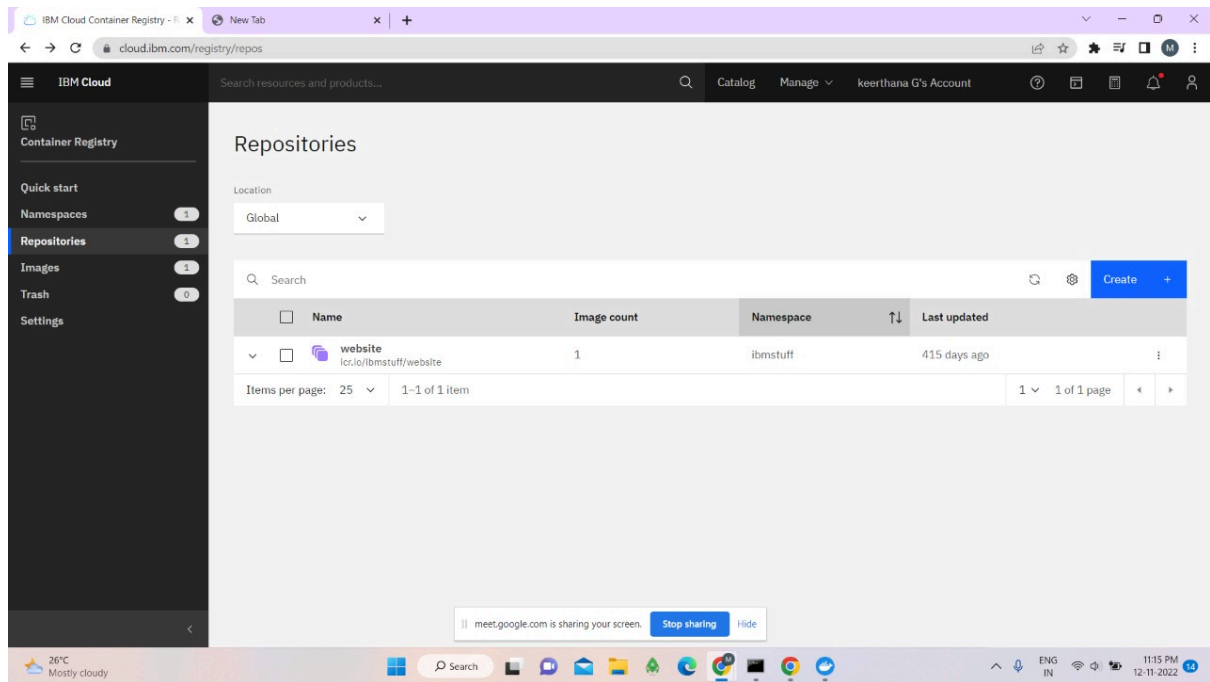 IBM Cloud Container Registry - R
New Tab
cloud.ibm.com/registry/repos
M
IBM Cloud
Search resources and products...
Catalog
Manage
keerthana G's Account
Container Registry
Quick start
Namespaces 1
Repositories 1
Images 1
Trash 0
Settings
Repositories
Location
Global
Search
Create +
Name Image count Namespace Last updated
website 1 ibmstuff 415 days ago
icr.io/ibmstuff/website
Items per page: 25 1–1 of 1 item 1 1 of 1 page
meet.google.com is sharing your screen. Stop sharing Hide
26°C
Mostly cloudy
Search
ENG
IN
11:15 PM
12-11-2022
14